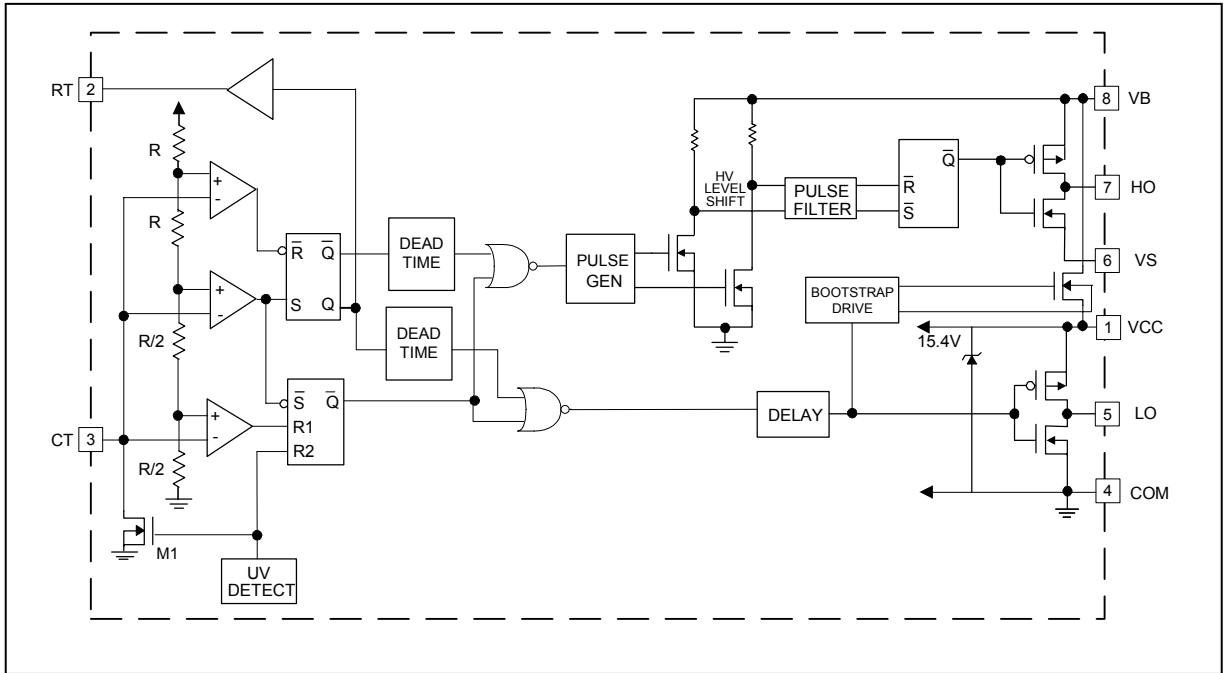 RT 2
8 VB
R
+
-
HV
LEVEL
SHIFT
PULSE
FILTER
R̅
S̅
Q̅
7 HO
R
DEAD
TIME
R̅ Q̅
S Q
PULSE
GEN
6 VS
+
-
BOOTSTRAP
DRIVE
R/2
DEAD
TIME
15.4V
1 VCC
S̅ Q̅
R1
R2
+
-
DELAY
5 LO
CT 3
R/2
4 COM
M1
UV
DETECT